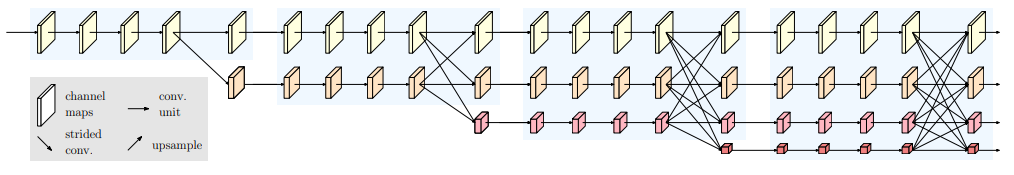 channel
maps
conv.
unit
strided
conv.
upsample